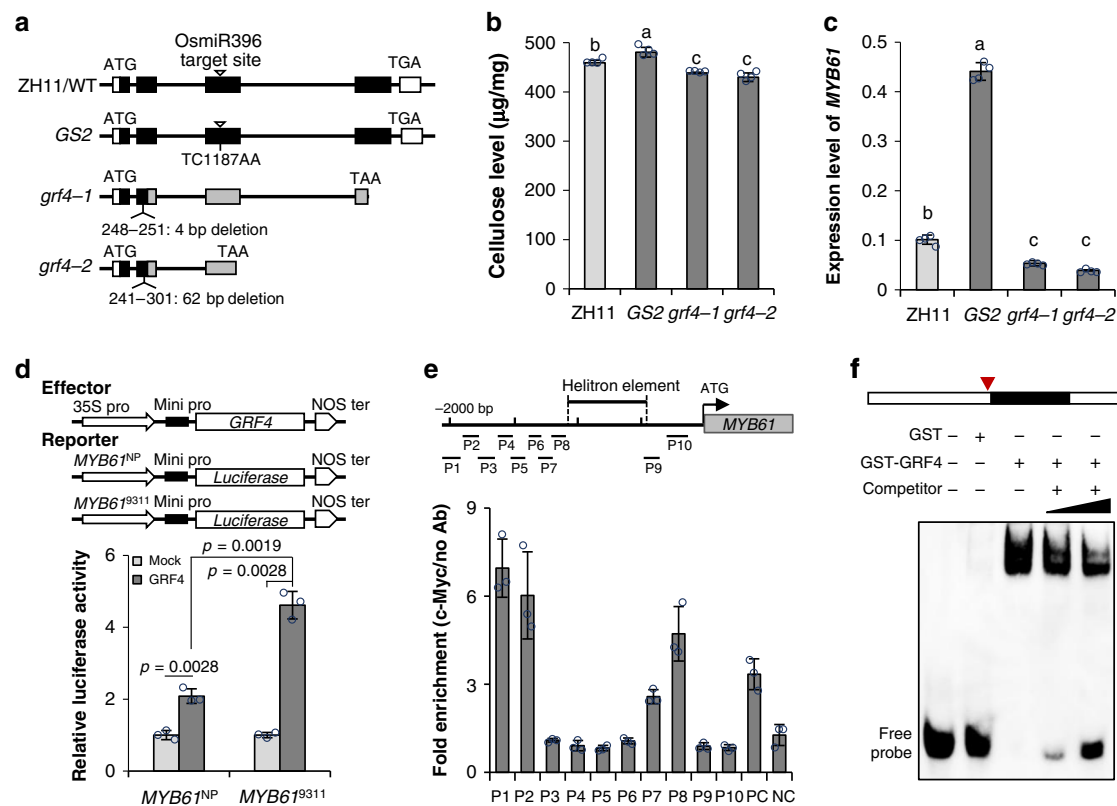 a
OsmiR396
target site
ATG
TGA
ZH11/WT
ATG
TGA
GS2
TC1187AA
ATG
TAA
grf4–1
248–251: 4 bp deletion
ATG
TAA
grf4–2
241–301: 62 bp deletion
b
Cellulose level (µg/mg)
500
400
300
200
100
0
b
a
c
c
ZH11 GS2 grf4–1 grf4–2
c
Expression level of MYB61
0.5
0.4
0.3
0.2
0.1
0
b
a
c
c
ZH11 GS2 grf4–1 grf4–2
d
Effector
35S pro Mini pro NOS ter
GRF4
Reporter
MYB61NP Mini pro NOS ter
Luciferase
MYB619311 Mini pro NOS ter
Luciferase
Relative luciferase activity
6
4
2
0
Mock
GRF4
p = 0.0019
p = 0.0028
p = 0.0028
MYB61NP MYB619311
e
Helitron element
ATG
–2000 bp
MYB61
P2 P4 P6 P8 P10
P1 P3 P5 P7 P9
Fold enrichment (c-Myc/no Ab)
9
6
3
0
P1 P2 P3 P4 P5 P6 P7 P8 P9 P10 PC NC
f
GST – + – – –
GST-GRF4 – – + + +
Competitor – – – + +
Free
probe